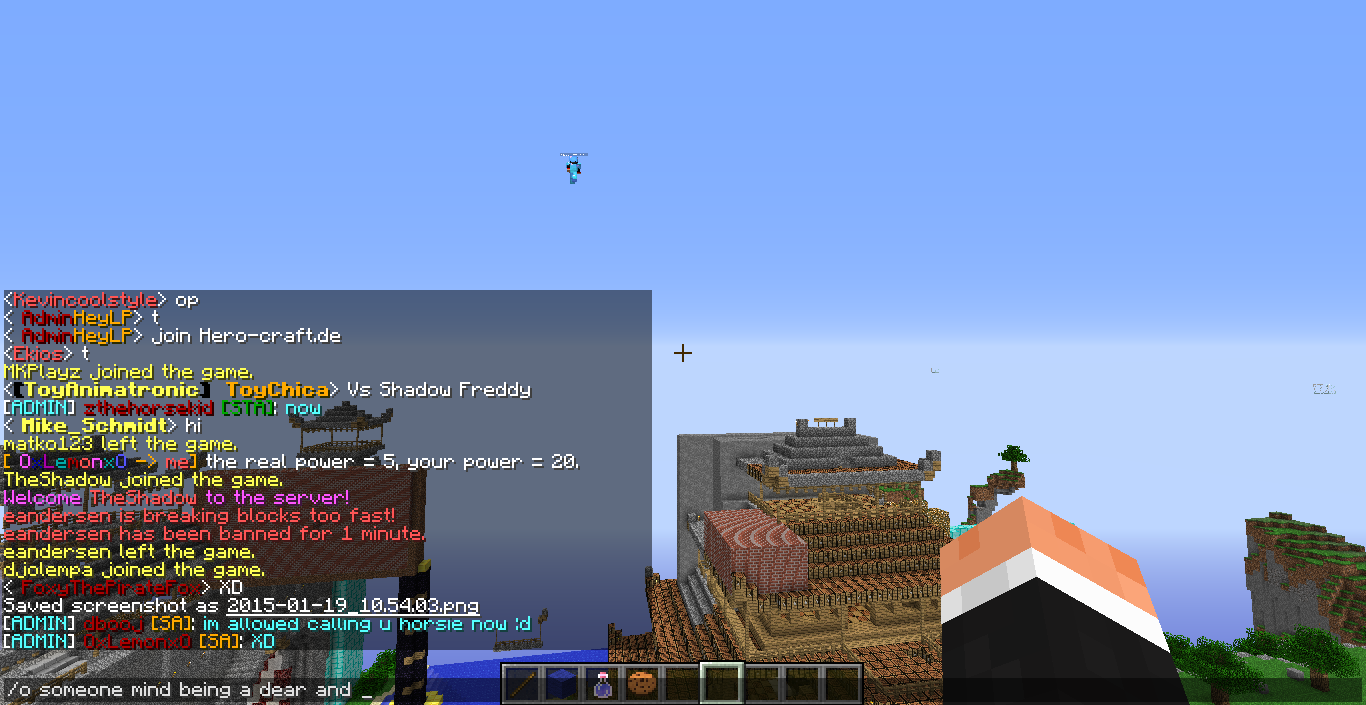 <Kevincoolstyle> op
< AdminHeyLP> t
< AdminHeyLP> join Hero-craft.de
<Ekios> t
MKPlayz joined the game.
<[ToyAnimatronic] ToyChica> Vs Shadow Freddy
[ADMIN] zthehorsekid [STA]: now
< Mike_Schmidt> hi
matko123 left the game.
[ 0xLemonx0 -> me] the real power = 5, your power = 20.
TheShadow joined the game.
Welcome TheShadow to the server!
eandersen is breaking blocks too fast!
eandersen has been banned for 1 minute.
eandersen left the game.
djolempa joined the game.
< FoxyThePirateFox> XD
Saved screenshot as 2015-01-19_10.54.03.png
[ADMIN] dbooj [SA]: im allowed calling u horsie now :d
[ADMIN] 0xLemonx0 [SA]: XD
/o someone mind being a dear and _